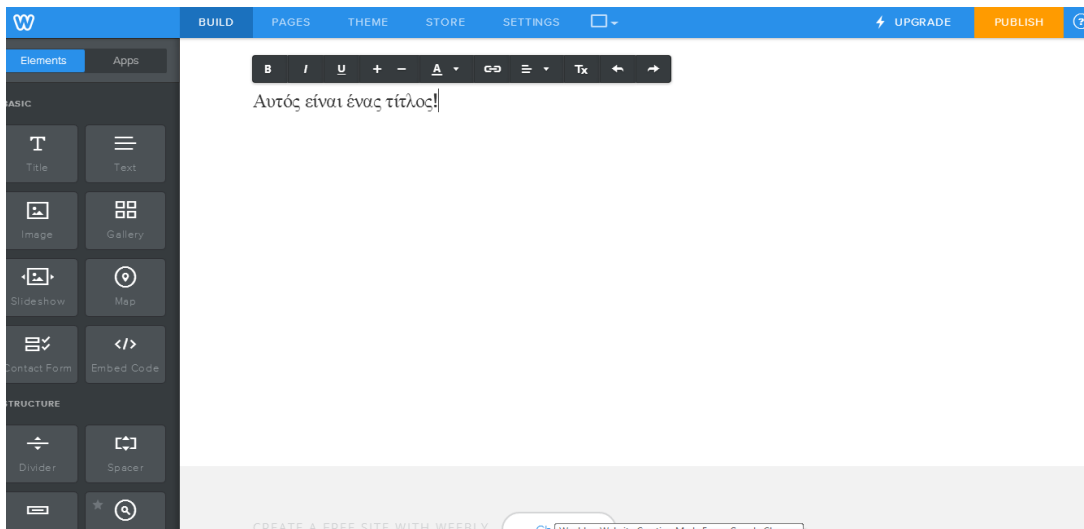 BUILD PAGES THEME STORE SETTINGS UPGRADE PUBLISH ?
Elements Apps
B I U + − A Tx
Αυτός είναι ένας τίτλος!
BASIC
Title Text
Image Gallery
Slideshow Map
Contact Form Embed Code
STRUCTURE
Divider Spacer
CREATE A FREE SITE WITH WEEBLY